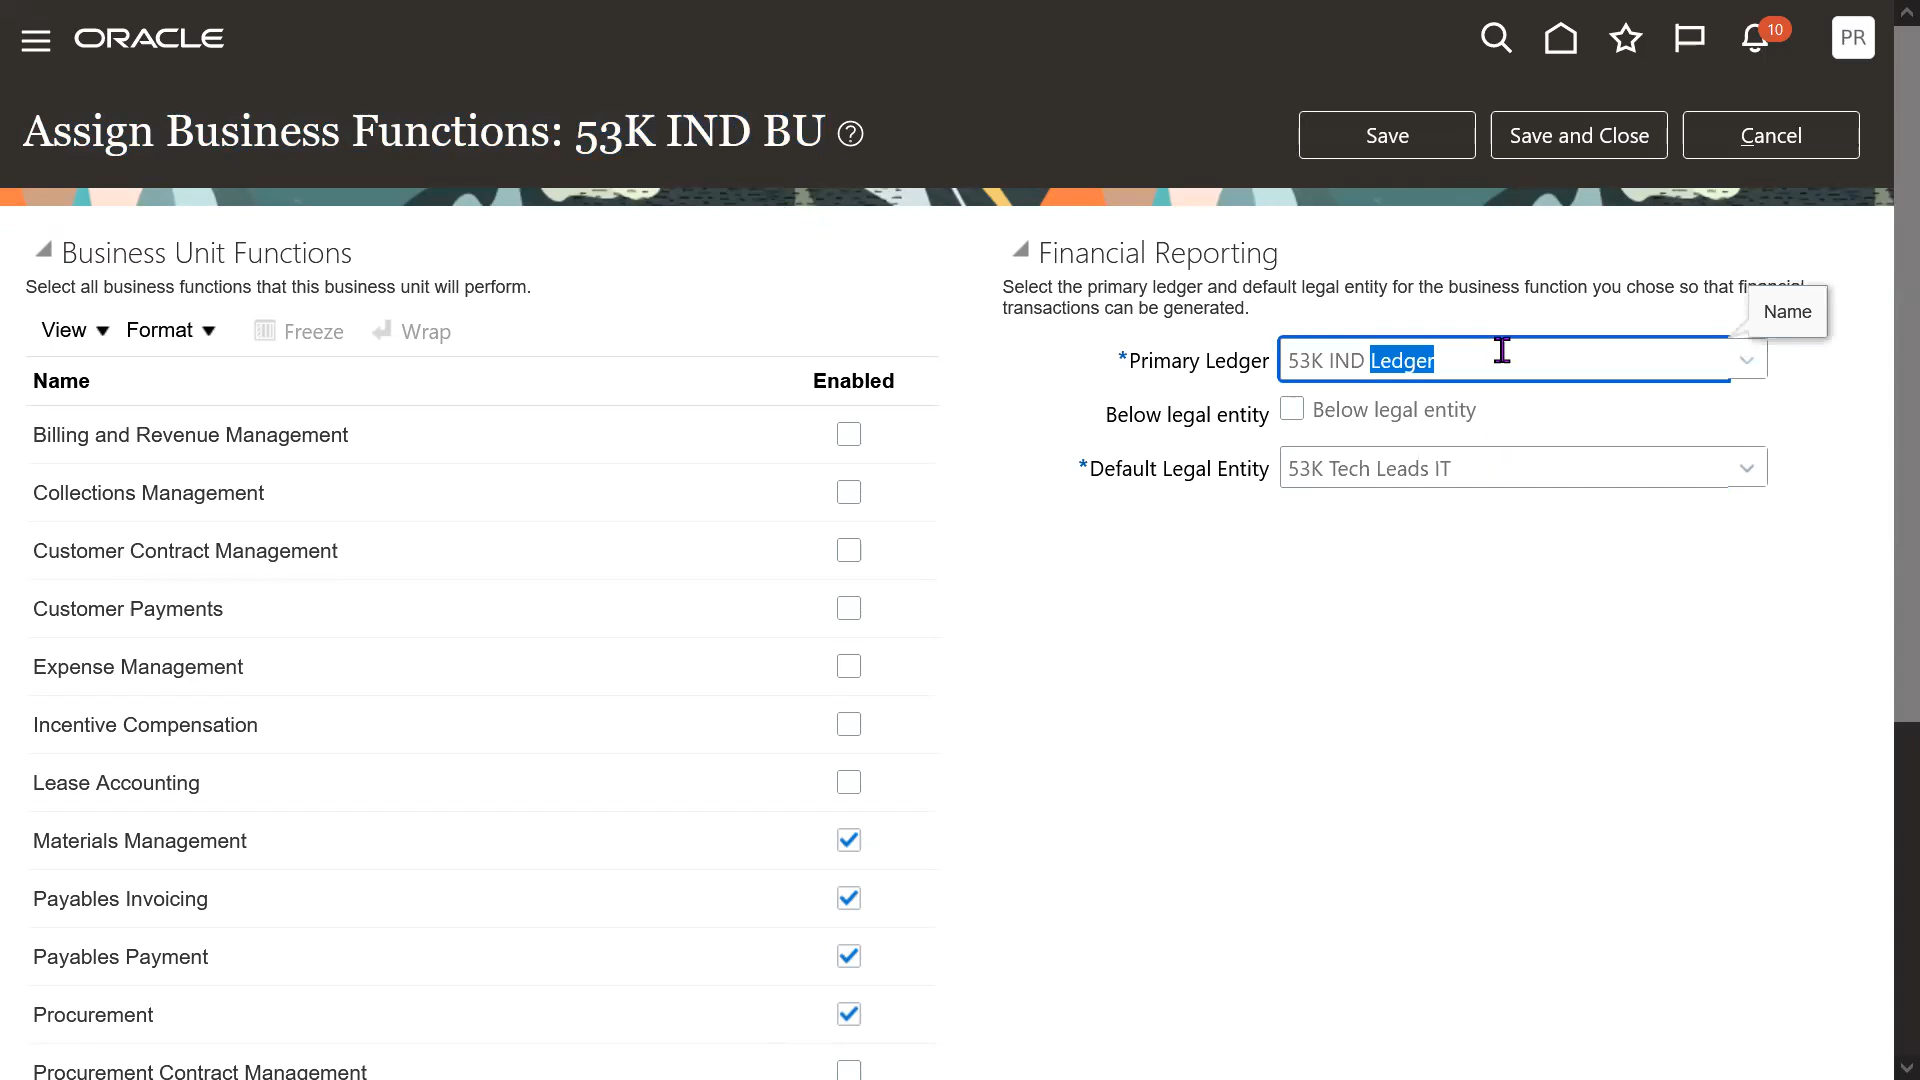 ORACLE
10
PR
Assign Business Functions: 53K IND BU ?
Save
Save and Close
Cancel
Business Unit Functions
Select all business functions that this business unit will perform.
View
Format
Freeze
Wrap
Name
Enabled
Billing and Revenue Management
Collections Management
Customer Contract Management
Customer Payments
Expense Management
Incentive Compensation
Lease Accounting
Materials Management
Payables Invoicing
Payables Payment
Procurement
Procurement Contract Management
Financial Reporting
Select the primary ledger and default legal entity for the business function you chose so that
transactions can be generated.
Name
*Primary Ledger 53K IND Ledger
Below legal entity Below legal entity
*Default Legal Entity 53K Tech Leads IT